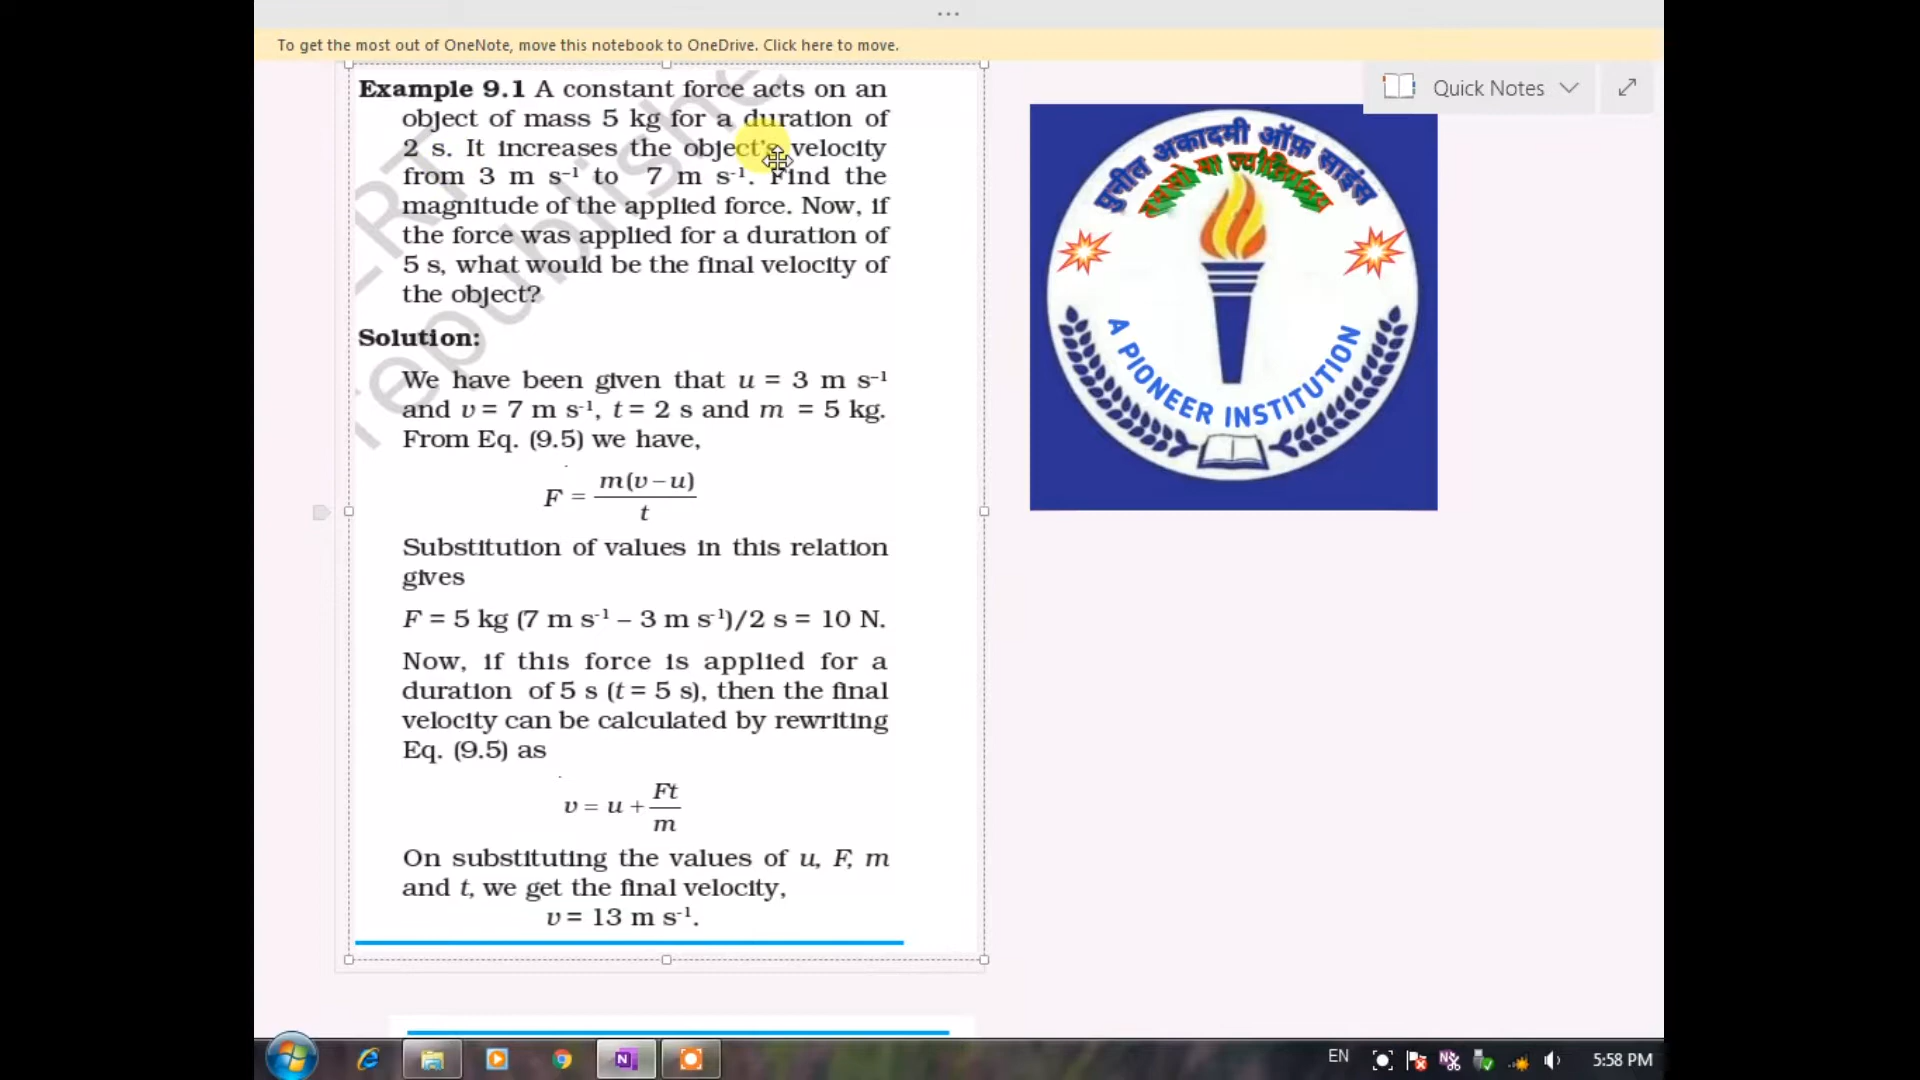 ...
To get the most out of OneNote, move this notebook to OneDrive. Click here to move.
Quick Notes
Example 9.1 A constant force acts on an
object of mass 5 kg for a duration of
2 s. It increases the object's velocity
from 3 m s⁻¹ to 7 m s⁻¹. Find the
magnitude of the applied force. Now, if
the force was applied for a duration of
5 s, what would be the final velocity of
the object?
Solution:
We have been given that u = 3 m s⁻¹
and v = 7 m s⁻¹, t = 2 s and m = 5 kg.
From Eq. (9.5) we have,
F = m(v – u)
t
Substitution of values in this relation
gives
F = 5 kg (7 m s⁻¹ – 3 m s⁻¹)/2 s = 10 N.
Now, if this force is applied for a
duration of 5 s (t = 5 s), then the final
velocity can be calculated by rewriting
Eq. (9.5) as
v = u + Ft
m
On substituting the values of u, F, m
and t, we get the final velocity,
v = 13 m s⁻¹.
republishe
पुनीत अकादमी ऑफ़ साइंस
तमसो मा ज्योतिर्गमय
A PIONEER INSTITUTION
EN
5:58 PM